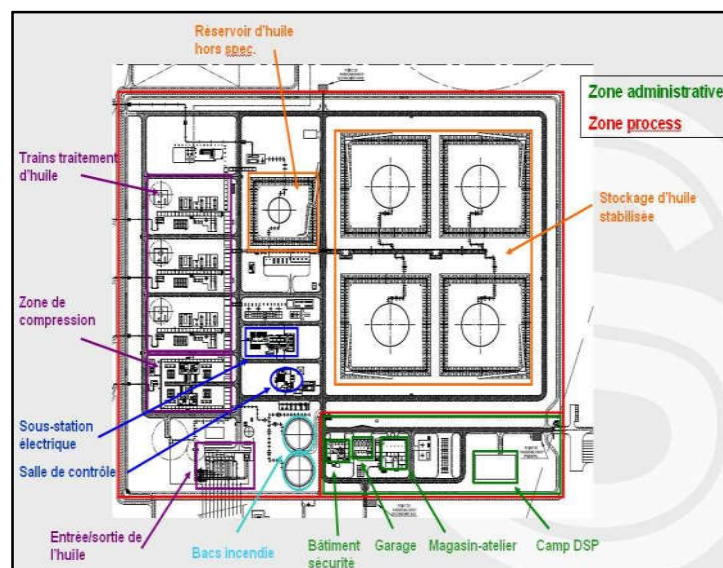 Réservoir d'huile
hors spec.
Zone administrative
Zone process
Trains traitement
d'huile
Stockage d'huile
stabilisée
Zone de
compression
Sous-station
électrique
Salle de contrôle
Entrée/sortie de
l'huile
Bacs incendie
Bâtiment
sécurité
Garage
Magasin-atelier
Camp DSP